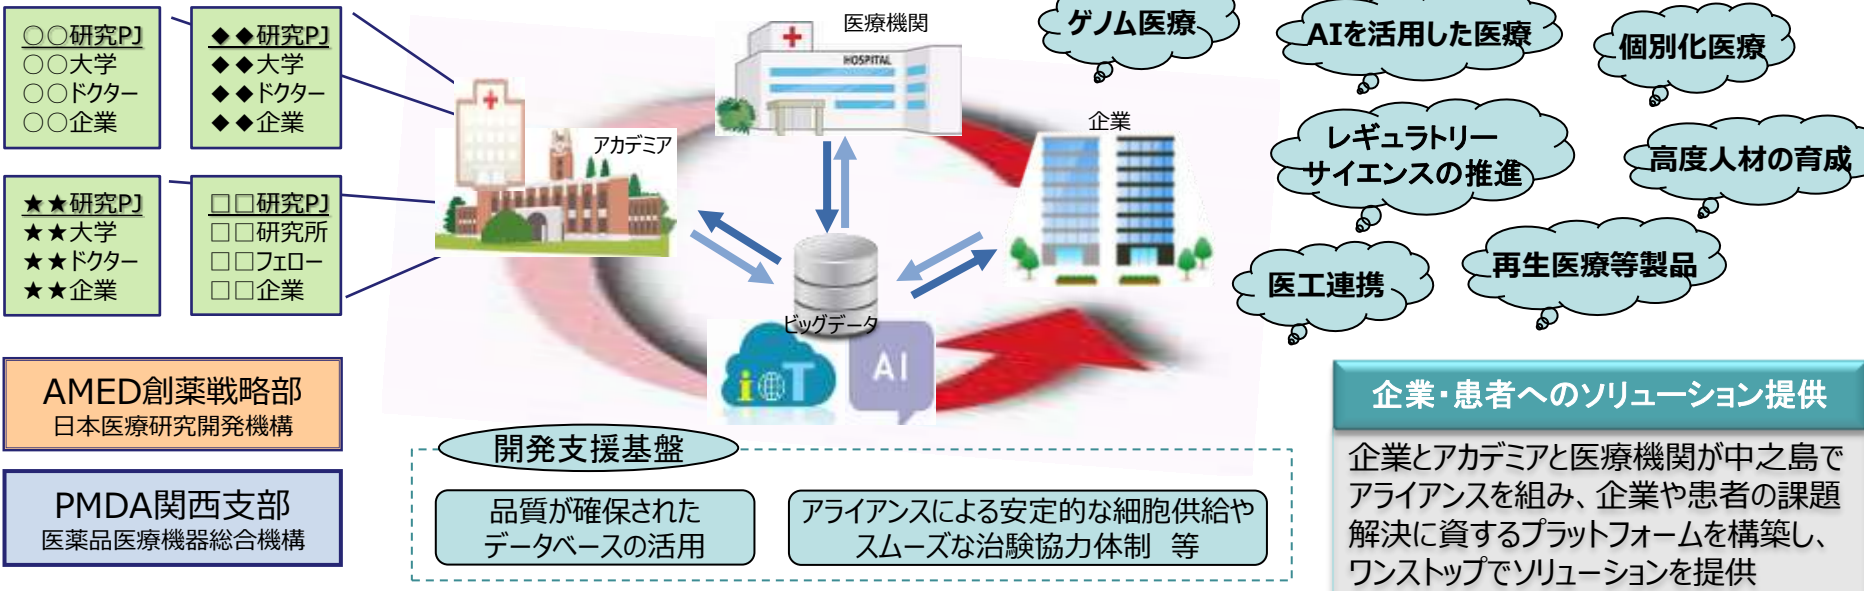 ○○研究PJ
○○大学
○○ドクター
○○企業
◆◆研究PJ
◆◆大学
◆◆ドクター
◆◆企業
★★研究PJ
★★大学
★★ドクター
★★企業
□□研究PJ
□□研究所
□□フェロー
□□企業
AMED創薬戦略部
日本医療研究開発機構
PMDA関西支部
医薬品医療機器総合機構
医療機関
HOSPITAL
アカデミア
企業
ビッグデータ
ioT
AI
開発支援基盤
品質が確保された
データベースの活用
アライアンスによる安定的な細胞供給や
スムーズな治験協力体制 等
ゲノム医療
AIを活用した医療
個別化医療
レギュラトリー
サイエンスの推進
高度人材の育成
医工連携
再生医療等製品
企業・患者へのソリューション提供
企業とアカデミアと医療機関が中之島で
アライアンスを組み、企業や患者の課題
解決に資するプラットフォームを構築し、
ワンストップでソリューションを提供